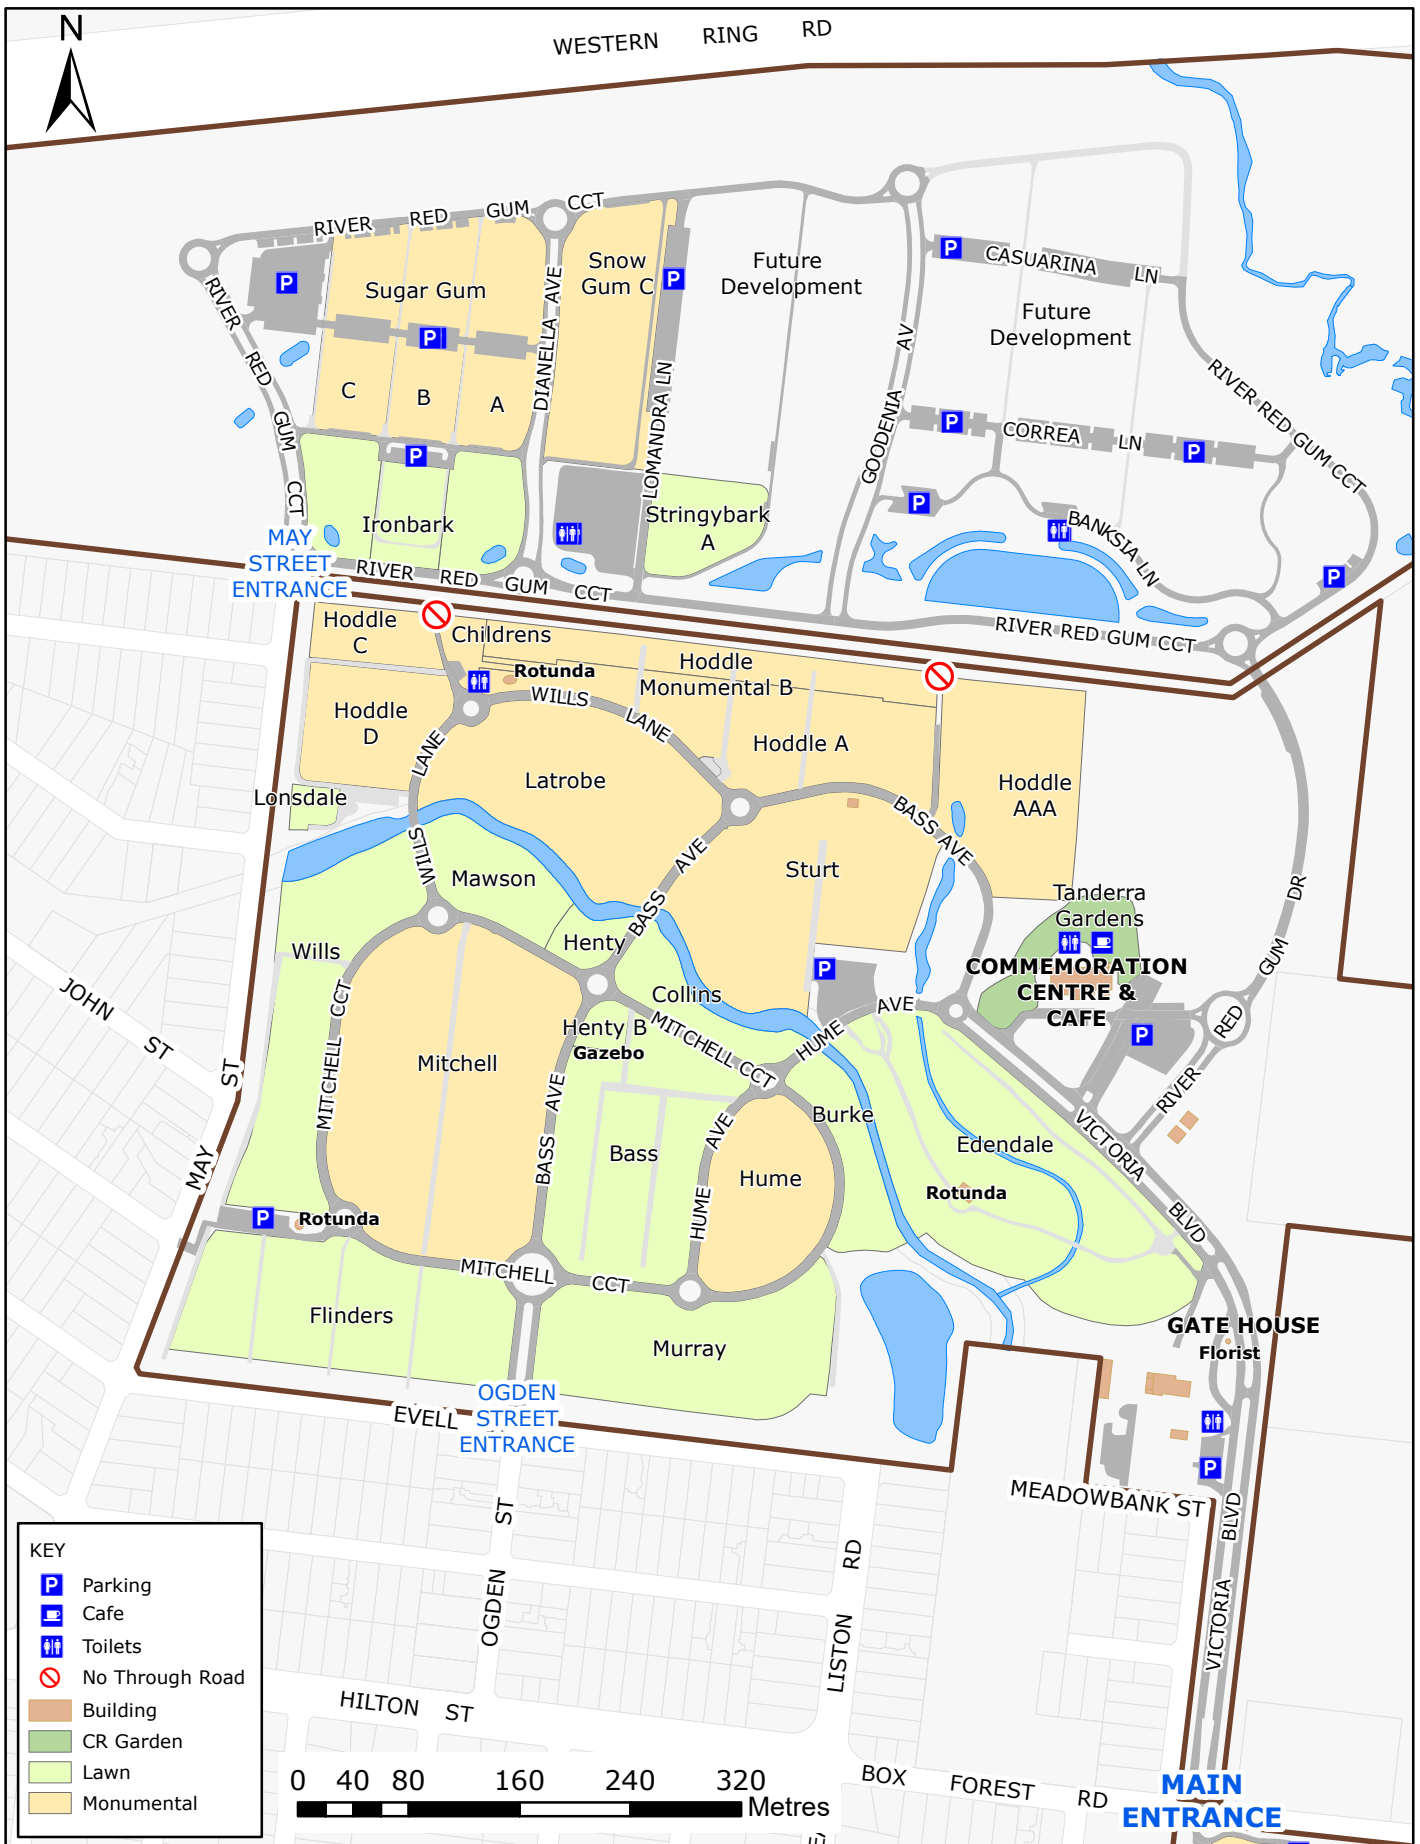 N
WESTERN RING RD
RIVER RED GUM CCT
Snow
Gum C
P
Future
Development
P
CASUARINA LN
P
Sugar Gum
DIANELLA AVE
Future
Development
GOODENIA AV
RIVER RED GUM CCT
P
RIVER RED GUM CCT
C
B
A
LOMANDRA LN
P
CORREA LN
P
P
P
Stringybark
A
Ironbark
BANKSIA LN
MAY
STREET
ENTRANCE
RIVER RED GUM CCT
P
RIVER RED GUM CCT
Hoddle
C
Childrens
Rotunda
Hoddle
Monumental B
WILLS LANE
Hoddle
D
Hoddle A
Latrobe
Hoddle
AAA
WILLS LANE
Lonsdale
BASS AVE
BASS AVE
Sturt
Mawson
Tanderra
Gardens
RIVER RED GUM DR
Wills
Henty
P
COMMEMORATION
CENTRE &
CAFE
Collins
JOHN ST
MITCHELL CCT
HUME AVE
Henty B
Gazebo
MITCHELL CCT
P
Mitchell
MAY ST
BASS AVE
Burke
VICTORIA BLVD
Bass
HUME AVE
Hume
Edendale
Rotunda
P
Rotunda
MITCHELL CCT
Flinders
Murray
GATE HOUSE
Florist
OGDEN
STREET
ENTRANCE
EVELL
P
MEADOWBANK ST
OGDEN ST
LISTON RD
VICTORIA BLVD
KEY
P Parking
Cafe
Toilets
No Through Road
Building
CR Garden
Lawn
Monumental
HILTON ST
0 40 80 160 240 320
Metres
BOX FOREST RD
MAIN
ENTRANCE